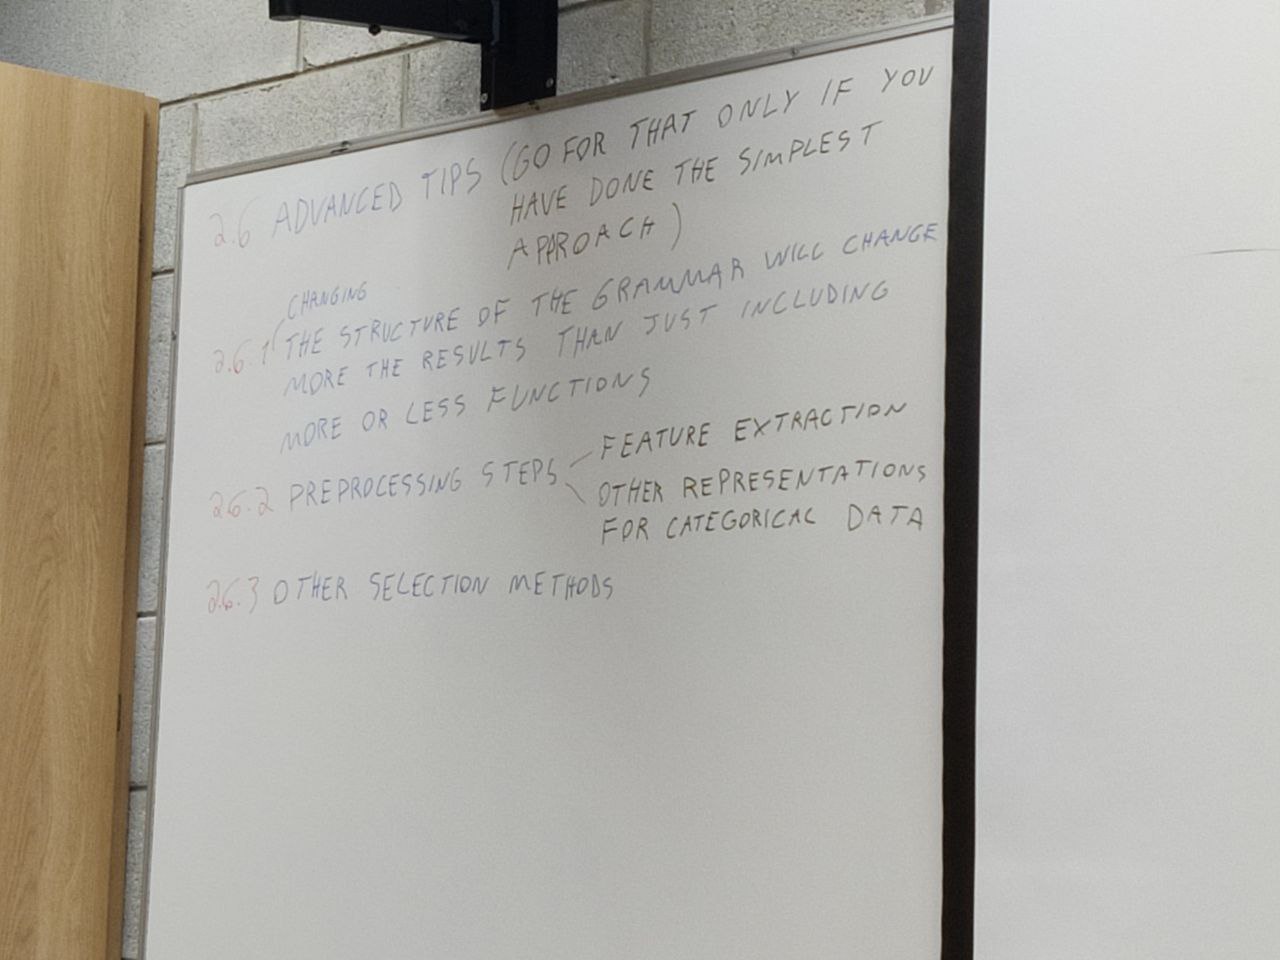 2.6 ADVANCED TIPS (GO FOR THAT ONLY IF YOU
HAVE DONE THE SIMPLEST
APPROACH)
CHANGING
2.6.1 THE STRUCTURE OF THE GRAMMAR WILL CHANGE
MORE THE RESULTS THAN JUST INCLUDING
MORE OR LESS FUNCTIONS
2.6.2 PREPROCESSING STEPS FEATURE EXTRACTION
OTHER REPRESENTATIONS
FOR CATEGORICAL DATA
2.6.3 OTHER SELECTION METHODS